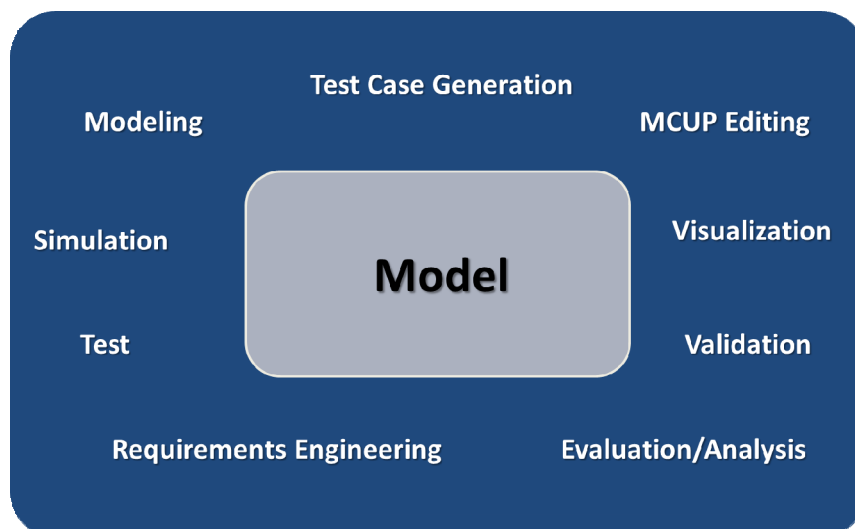 Test Case Generation
Modeling
MCUP Editing
Simulation
Visualization
Model
Test
Validation
Requirements Engineering
Evaluation/Analysis